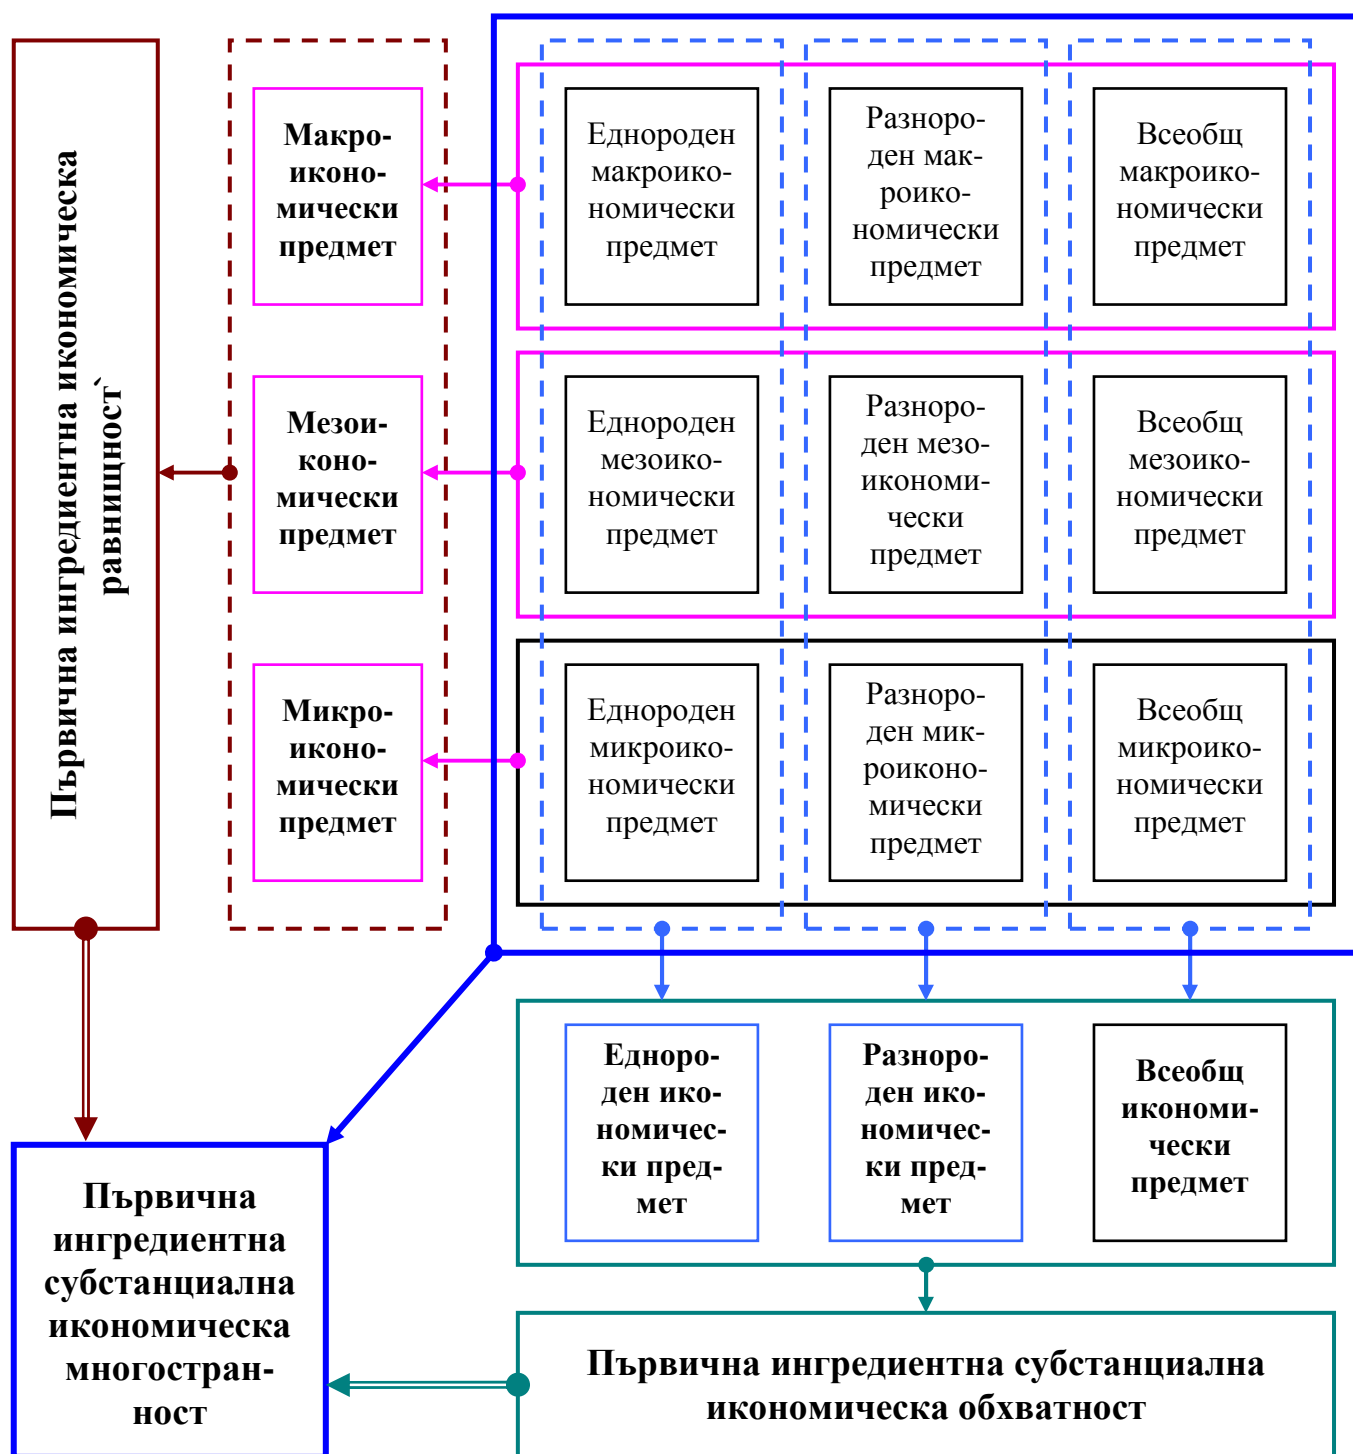 Първична ингредиентна икономическа
равнищност`
Макро-
иконо-
мически
предмет
Еднороден
макроико-
номически
предмет
Разноро-
ден мак-
роико-
номически
предмет
Всеобщ
макроико-
номически
предмет
Мезои-
коно-
мически
предмет
Еднороден
мезоико-
номически
предмет
Разноро-
ден мезо-
икономи-
чески
предмет
Всеобщ
мезоико-
номически
предмет
Микро-
иконо-
мически
предмет
Еднороден
микроико-
номически
предмет
Разноро-
ден мик-
роиконо-
мически
предмет
Всеобщ
микроико-
номически
предмет
Едноро-
ден ико-
номичес-
ки пред-
мет
Разноро-
ден ико-
номичес-
ки пред-
мет
Всеобщ
икономи-
чески
предмет
Първична
ингредиентна
субстанциална
икономическа
многостран-
ност
Първична ингредиентна субстанциална
икономическа обхватност